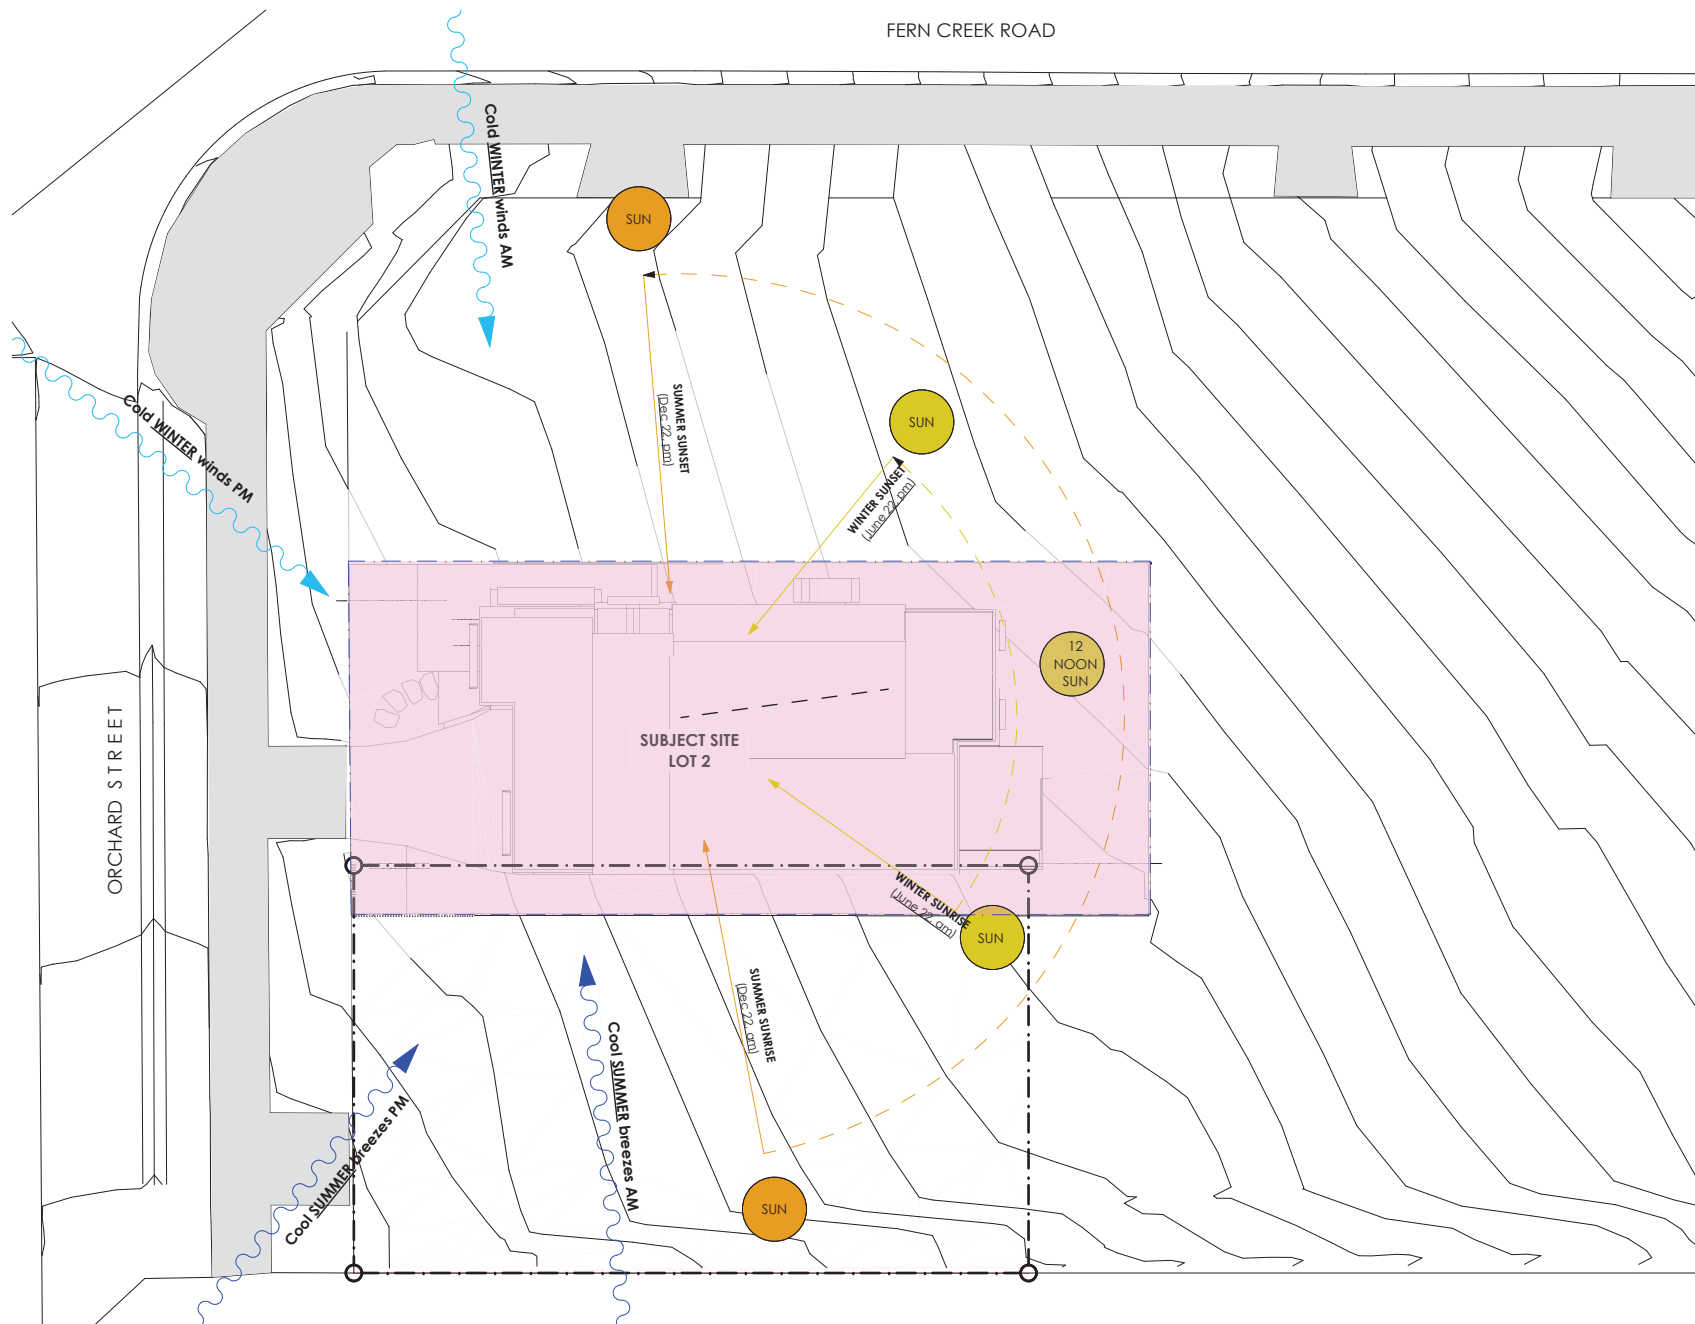 FERN CREEK ROAD
Cold WINTER winds AM
SUN
SUMMER SUNSET
(Dec 22, pm)
SUN
Cold WINTER winds PM
WINTER SUNSET
(June 22, pm)
12
NOON
SUN
ORCHARD STREET
SUBJECT SITE
LOT 2
WINTER SUNRISE
(June 22, am)
SUN
SUMMER SUNRISE
(Dec 22, am)
Cool SUMMER breezes AM
Cool SUMMER breezes PM
SUN